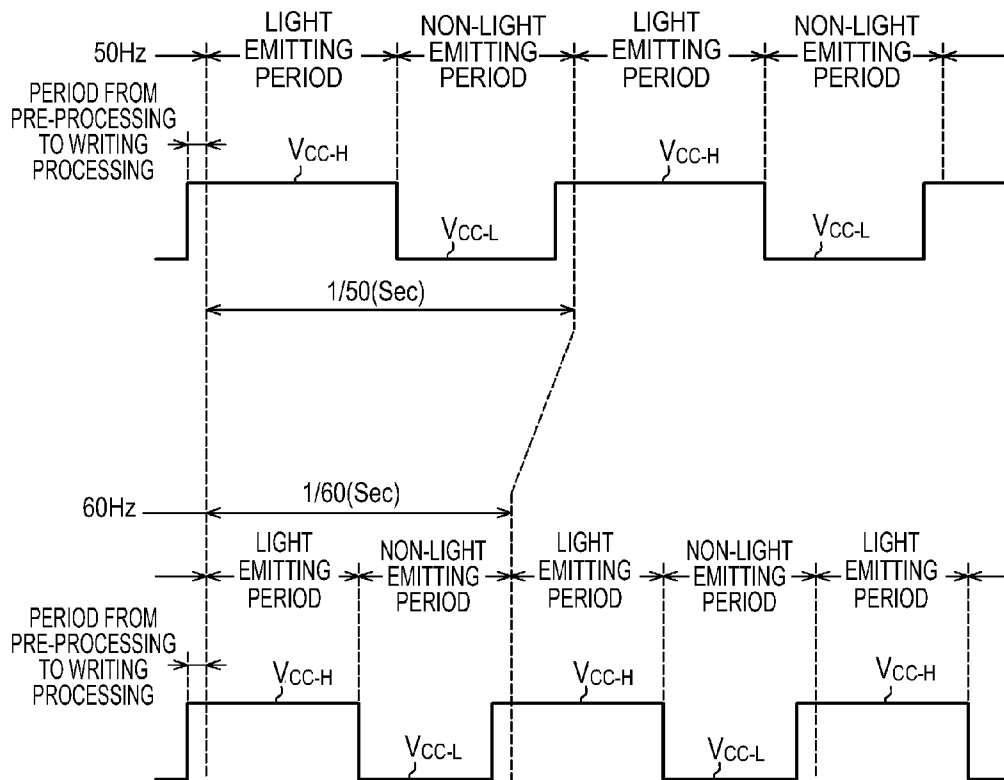 LIGHT
EMITTING
PERIOD
NON-LIGHT
EMITTING
PERIOD
LIGHT
EMITTING
PERIOD
NON-LIGHT
EMITTING
PERIOD
50Hz
PERIOD FROM
PRE-PROCESSING
TO WRITING
PROCESSING
VCC-H
VCC-L
VCC-H
VCC-L
1/50(Sec)
1/60(Sec)
60Hz
LIGHT
EMITTING
PERIOD
NON-LIGHT
EMITTING
PERIOD
LIGHT
EMITTING
PERIOD
NON-LIGHT
EMITTING
PERIOD
LIGHT
EMITTING
PERIOD
PERIOD FROM
PRE-PROCESSING
TO WRITING
PROCESSING
VCC-H
VCC-L
VCC-H
VCC-L
VCC-H